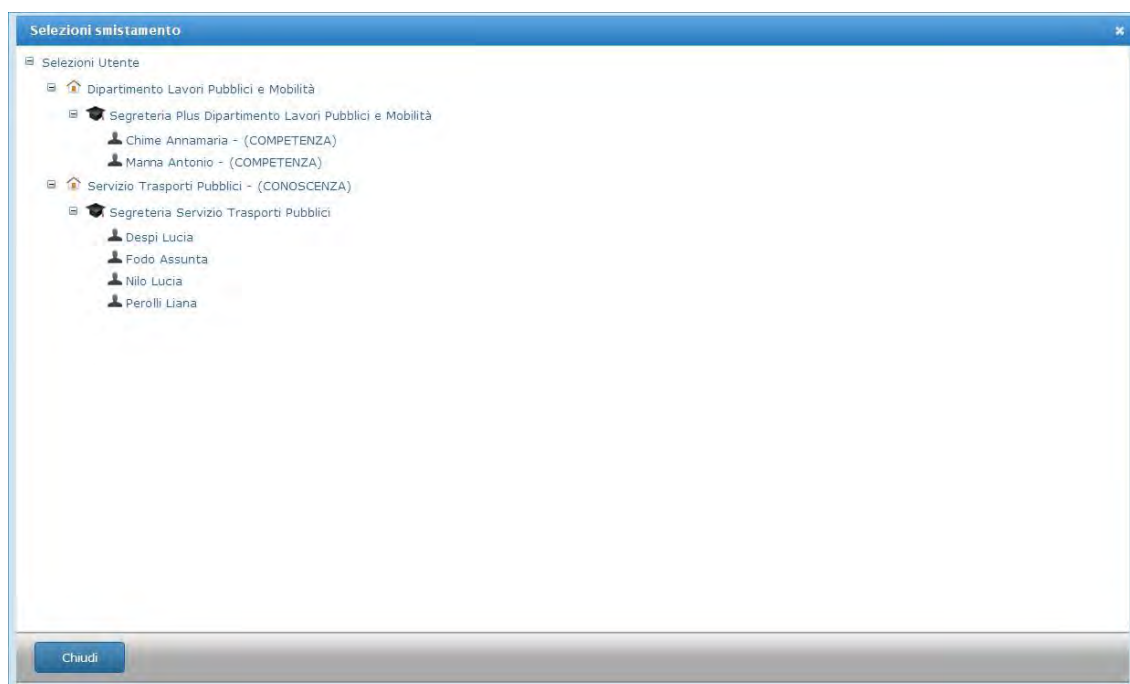 Selezioni smistamento
Selezioni Utente
Dipartimento Lavori Pubblici e Mobilità
Segreteria Plus Dipartimento Lavori Pubblici e Mobilità
Chime Annamaria - (COMPETENZA)
Manna Antonio - (COMPETENZA)
Servizio Trasporti Pubblici - (CONOSCENZA)
Segreteria Servizio Trasporti Pubblici
Despi Lucia
Fodo Assunta
Nilo Lucia
Perolli Liana
Chiudi